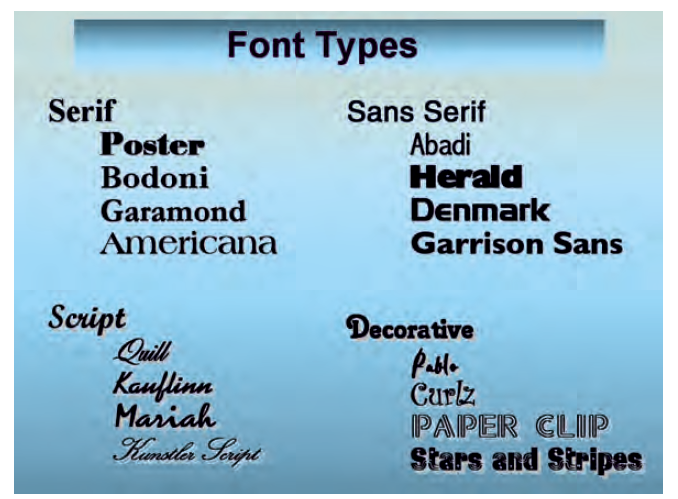 Font Types
Serif
Poster
Bodoni
Garamond
Americana
Sans Serif
Abadi
Herald
Denmark
Garrison Sans
Script
Quill
Kauflinn
Mariah
Kunstler Script
Decorative
Pablo
Curlz
PAPER CLIP
Stars and Stripes